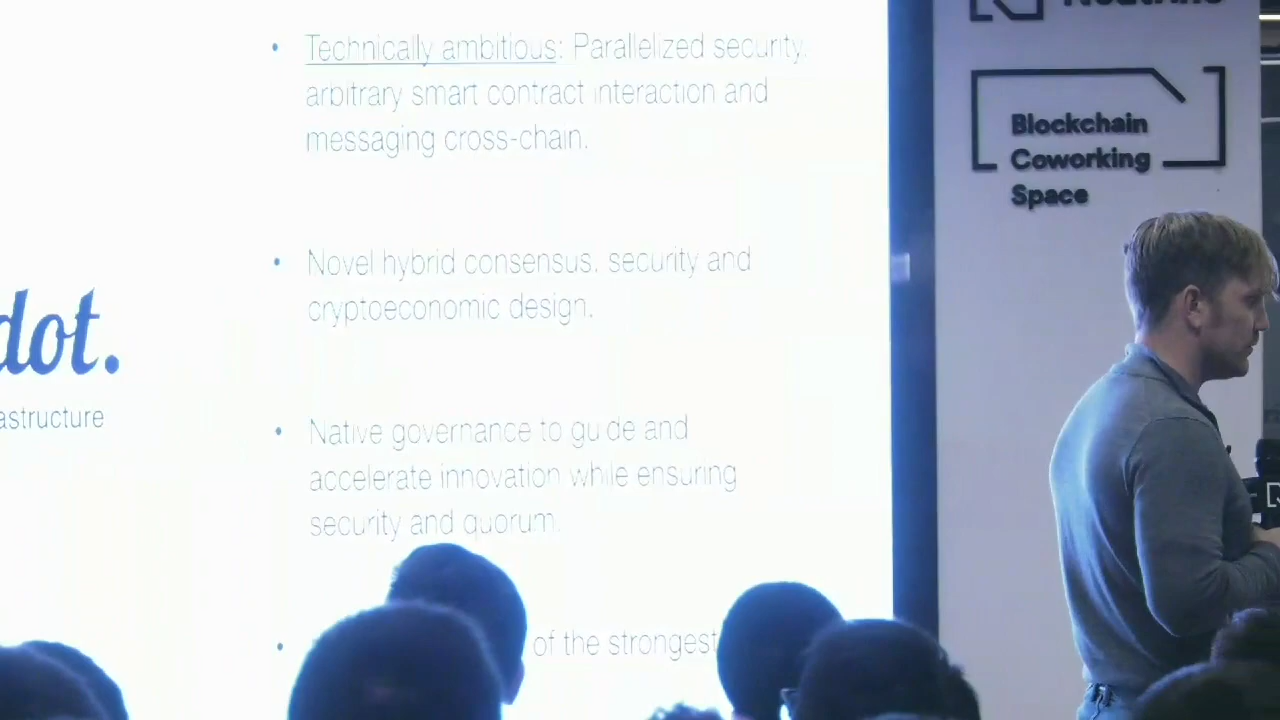 Technically ambitious: Parallelized security,
arbitrary smart contract interaction and
messaging cross-chain.
Novel hybrid consensus, security and
cryptoeconomic design.
dot.
astructure
Native governance to guide and
accelerate innovation while ensuring
security and quorum.
of the strongest
Blockchain
Coworking
Space